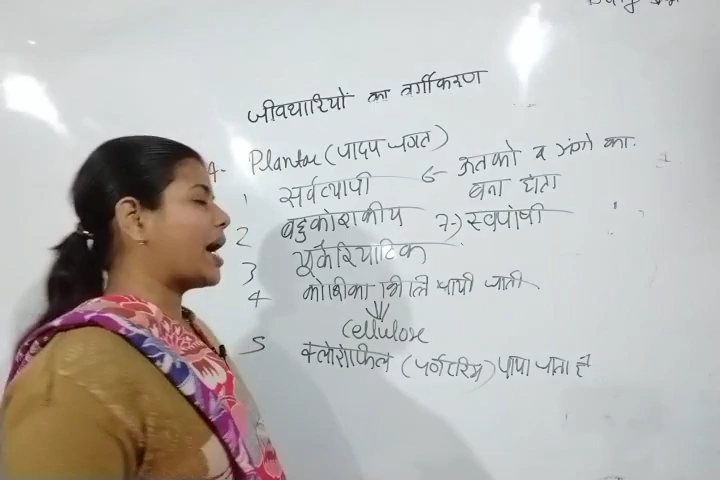 जीवधारियों का वर्गीकरण
4- Plantae (पादप जगत)
1 सर्वव्यापी
2 बहुकोशकीय
3 यूकैरियोटिक
4 कोशिका भित्ति पायी जाती
Cellulose
5 क्लोरोफिल (पर्णहरिम) पाया जाता है
6- ऊतको व अंगो का
बना होता
7-) स्वपोषी